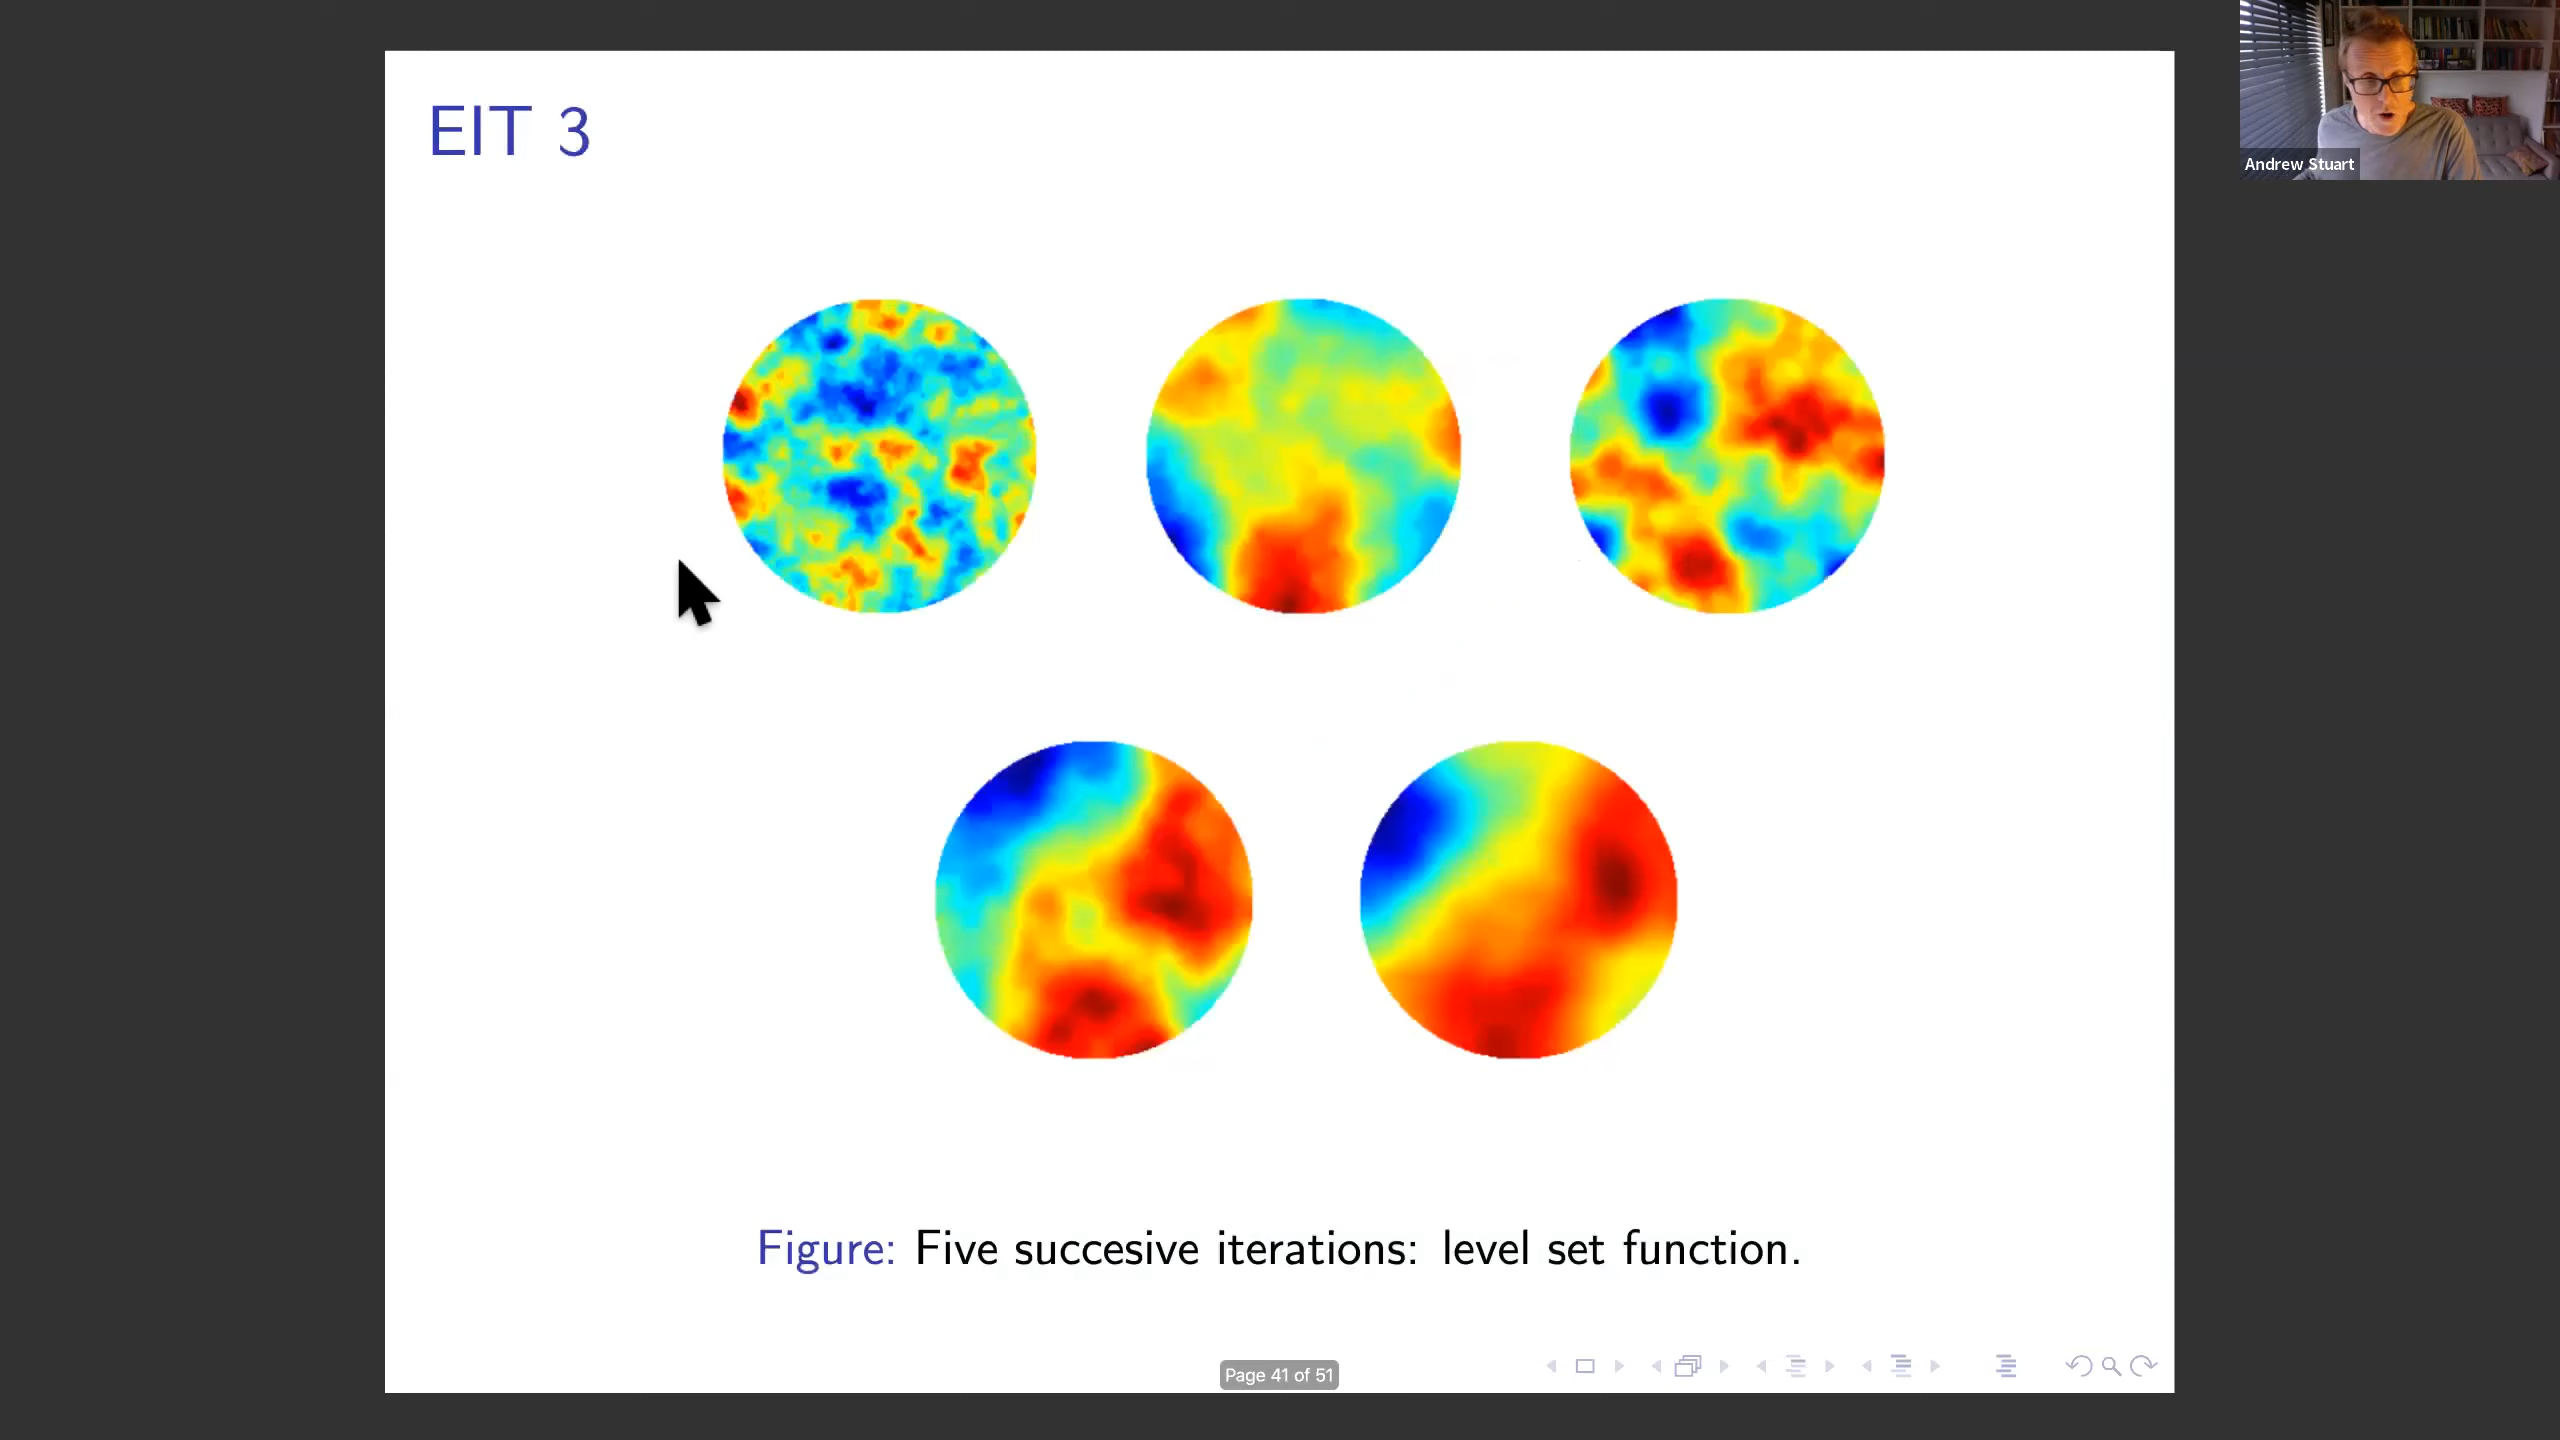 EIT 3
Andrew Stuart
Figure: Five succesive iterations: level set function.
Page 41 of 51